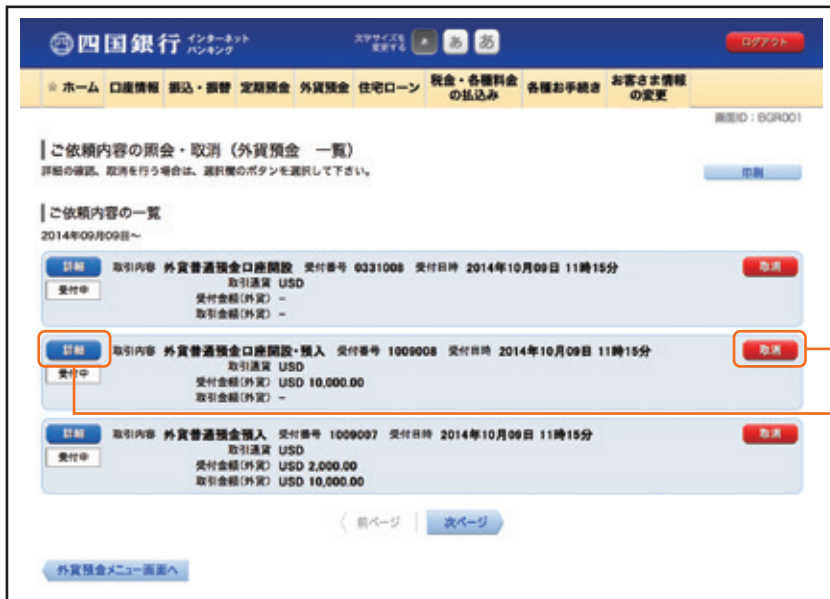 四国銀行 インターネット バンキング
文字サイズを変更する あ あ あ
ログアウト
ホーム 口座情報 振込・振替 定期預金 外貨預金 住宅ローン 税金・各種料金の払込み 各種お手続き お客さま情報の変更
画面ID:BGR001
ご依頼内容の照会・取消(外貨預金 一覧)
詳細の確認、取消を行う場合は、選択欄のボタンを選択して下さい。
印刷
ご依頼内容の一覧
2014年09月09日~
詳細 取引内容 外貨普通預金口座開設 受付番号 0331008 受付日時 2014年10月09日 11時15分 取消
受付中 取引通貨 USD
受付金額(外貨) -
取引金額(外貨) -
詳細 取引内容 外貨普通預金口座開設・預入 受付番号 1009008 受付日時 2014年10月09日 11時15分 取消
受付中 取引通貨 USD
受付金額(外貨) USD 10,000.00
取引金額(外貨) -
詳細 取引内容 外貨普通預金預入 受付番号 1009007 受付日時 2014年10月09日 11時15分 取消
受付中 取引通貨 USD
受付金額(外貨) USD 2,000.00
取引金額(外貨) USD 10,000.00
前ページ 次ページ
外貨預金メニュー画面へ